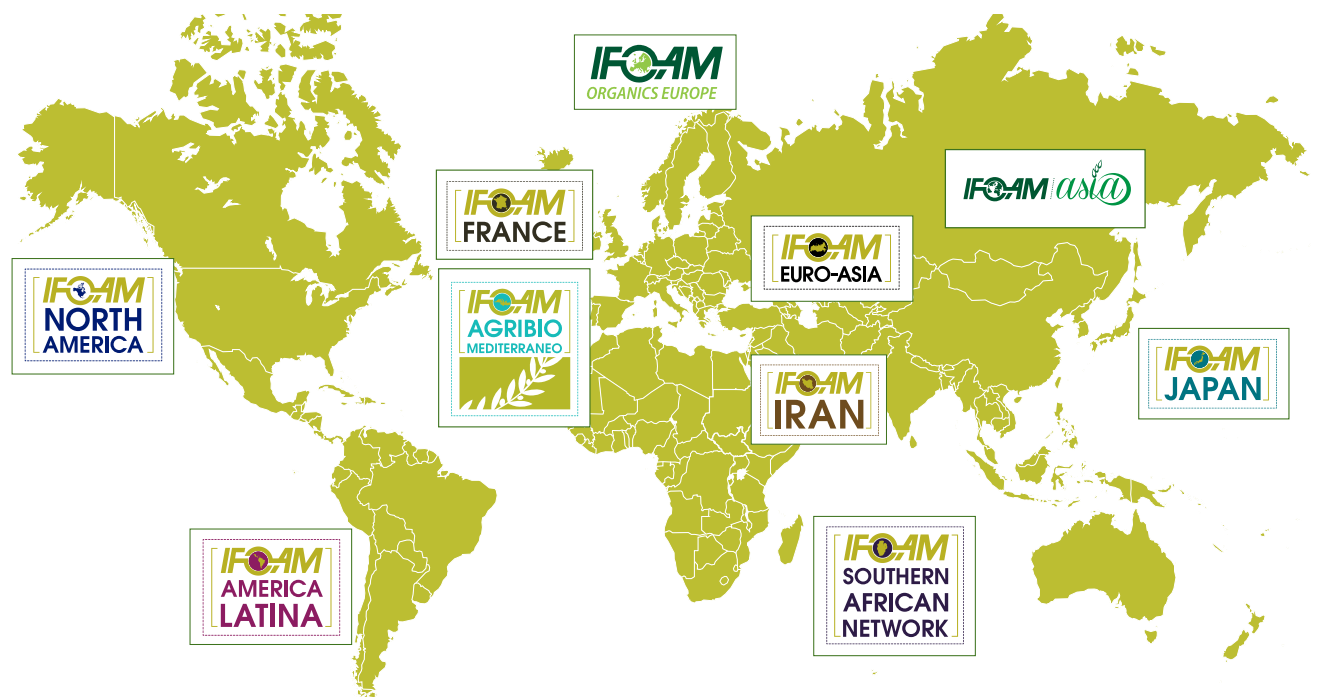 IFOAM
ORGANICS EUROPE
IFOAM asia
IFOAM
FRANCE
IFOAM
EURO-ASIA
IFOAM
NORTH
AMERICA
IFOAM
AGRIBIO
MEDITERRANEO
IFOAM
JAPAN
IFOAM
IRAN
IFOAM
AMERICA
LATINA
IFOAM
SOUTHERN
AFRICAN
NETWORK